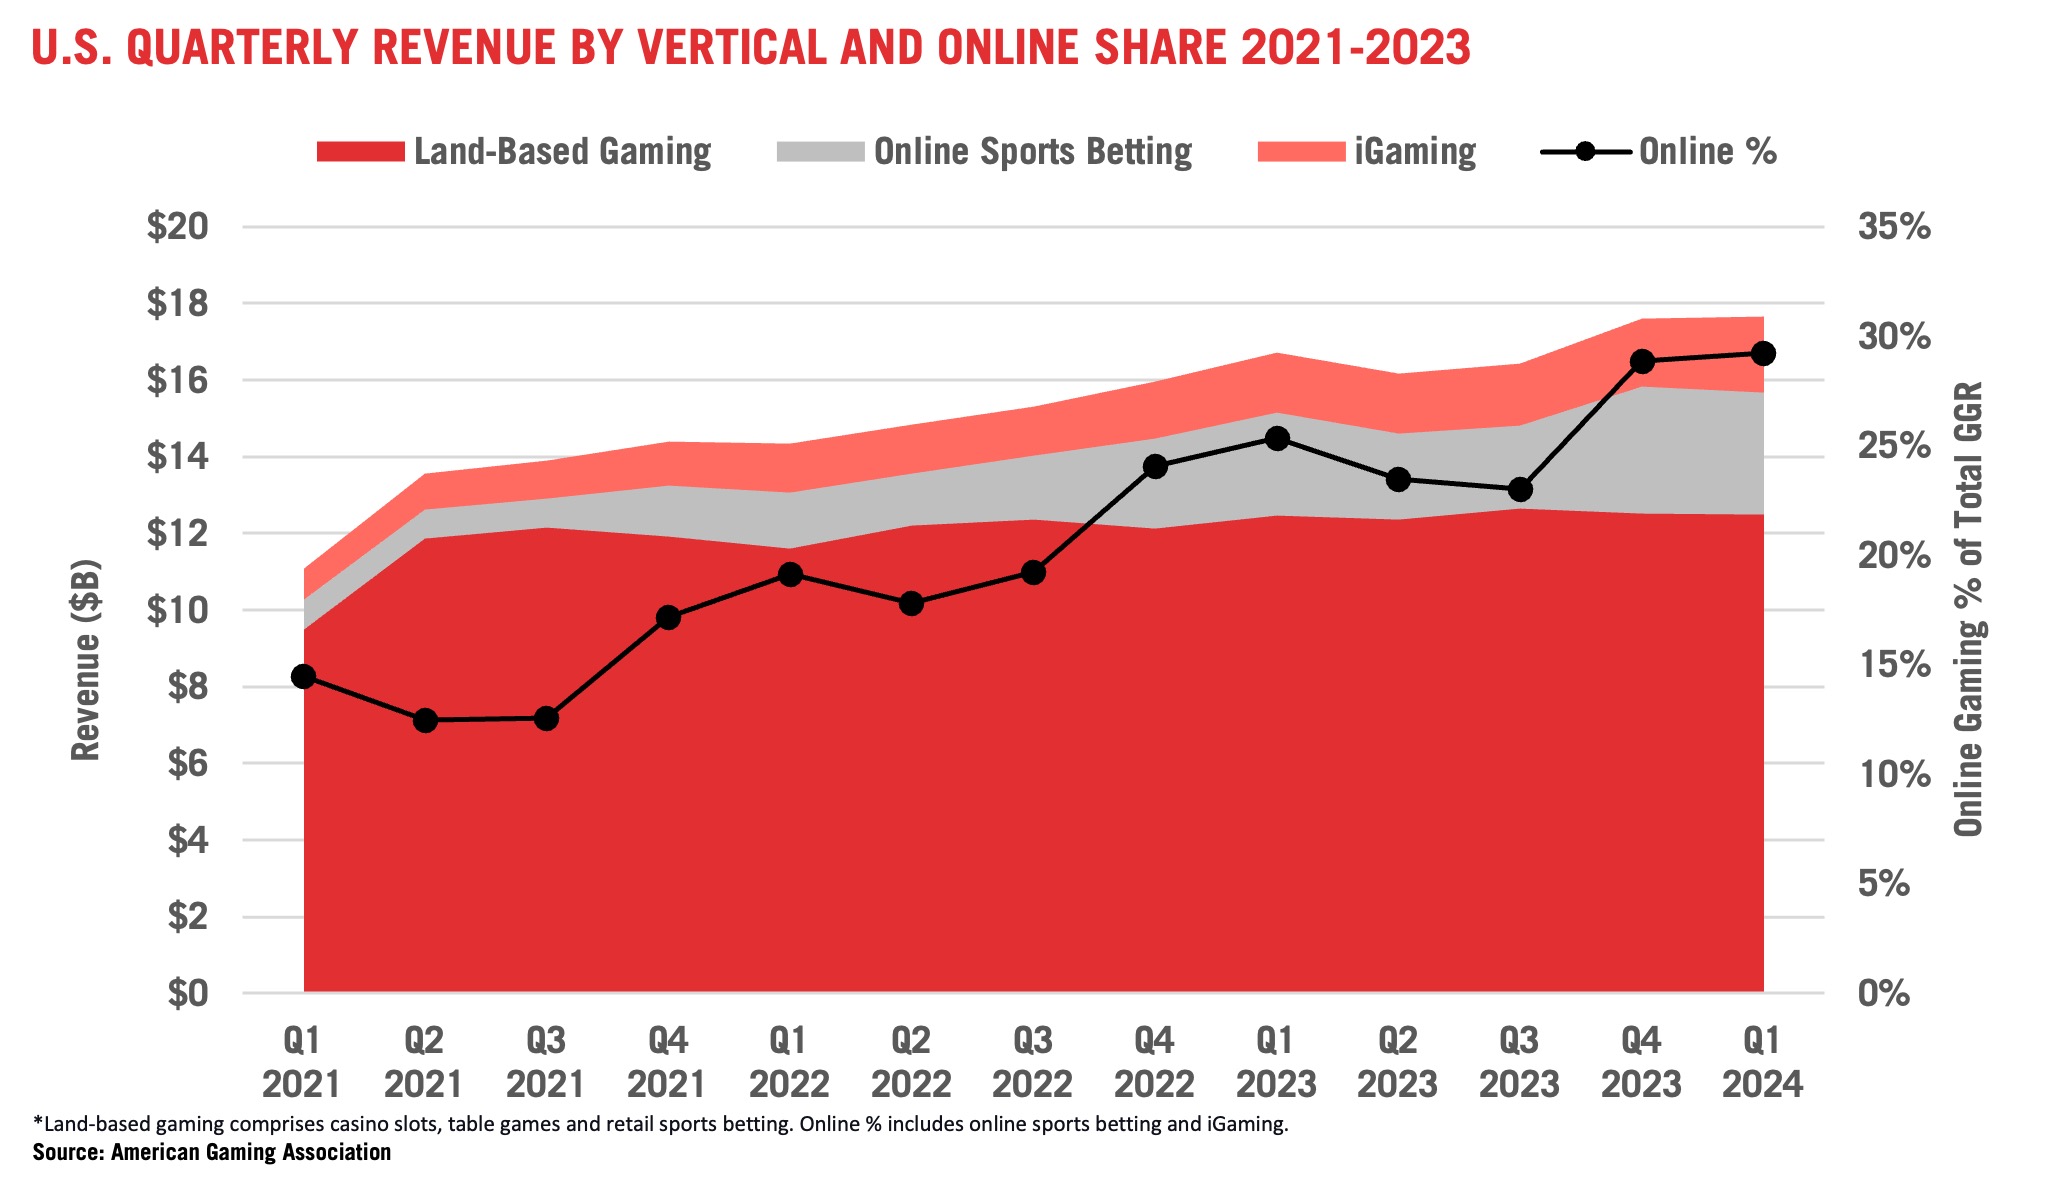 U.S. QUARTERLY REVENUE BY VERTICAL AND ONLINE SHARE 2021-2023
Land-Based Gaming Online Sports Betting iGaming Online %
$20
$18
$16
$14
$12
$10
$8
$6
$4
$2
$0
Revenue ($B)
35%
30%
25%
20%
15%
10%
5%
0%
Online Gaming % of Total GGR
Q1 Q2 Q3 Q4 Q1 Q2 Q3 Q4 Q1 Q2 Q3 Q4 Q1
2021 2021 2021 2021 2022 2022 2022 2022 2023 2023 2023 2023 2024
*Land-based gaming comprises casino slots, table games and retail sports betting. Online % includes online sports betting and iGaming.
Source: American Gaming Association